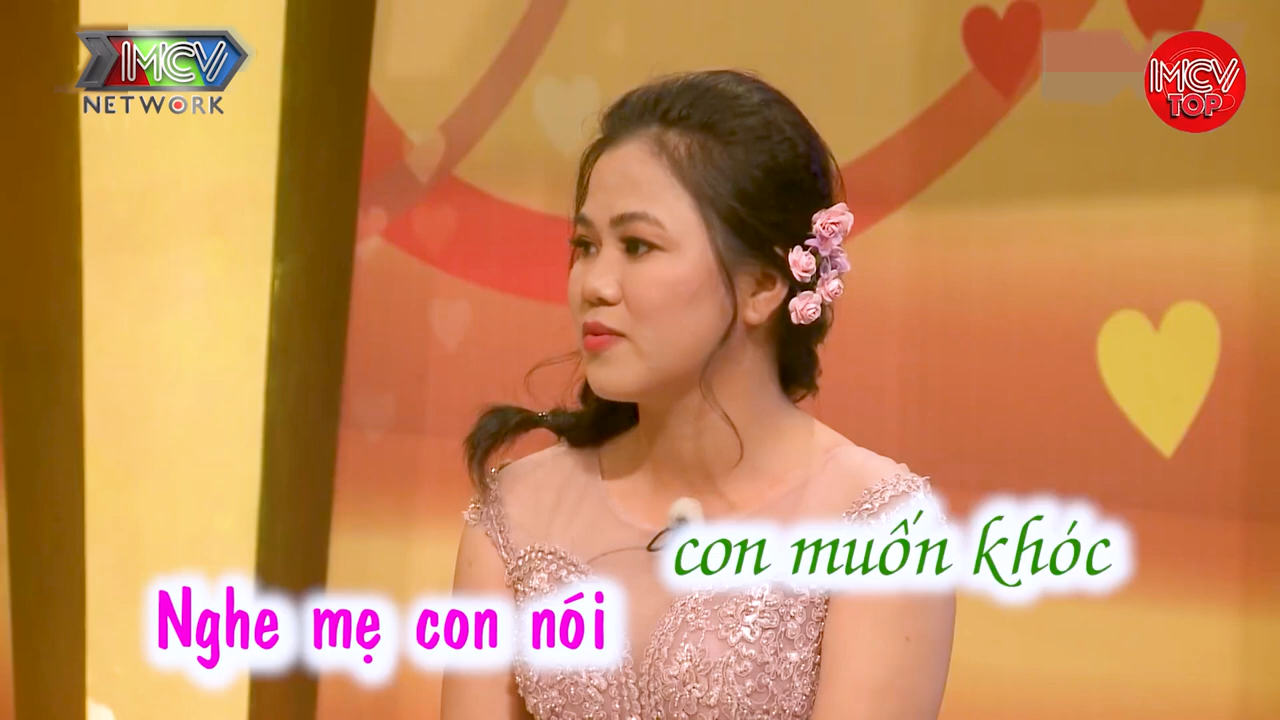 MCV
NETWORK
MCV
TOP
Nghe mẹ con nói
con muốn khóc